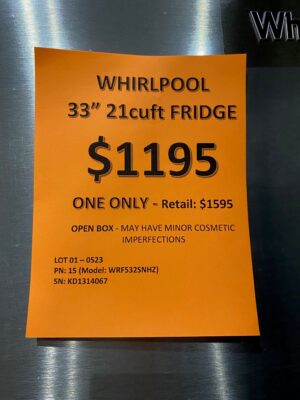 Wh
WHIRLPOOL
33” 21cuft FRIDGE
$1195
ONE ONLY - Retail: $1595
OPEN BOX - MAY HAVE MINOR COSMETIC
IMPERFECTIONS
LOT 01 – 0523
PN: 15 (Model: WRF532SNHZ)
SN: KD1314067